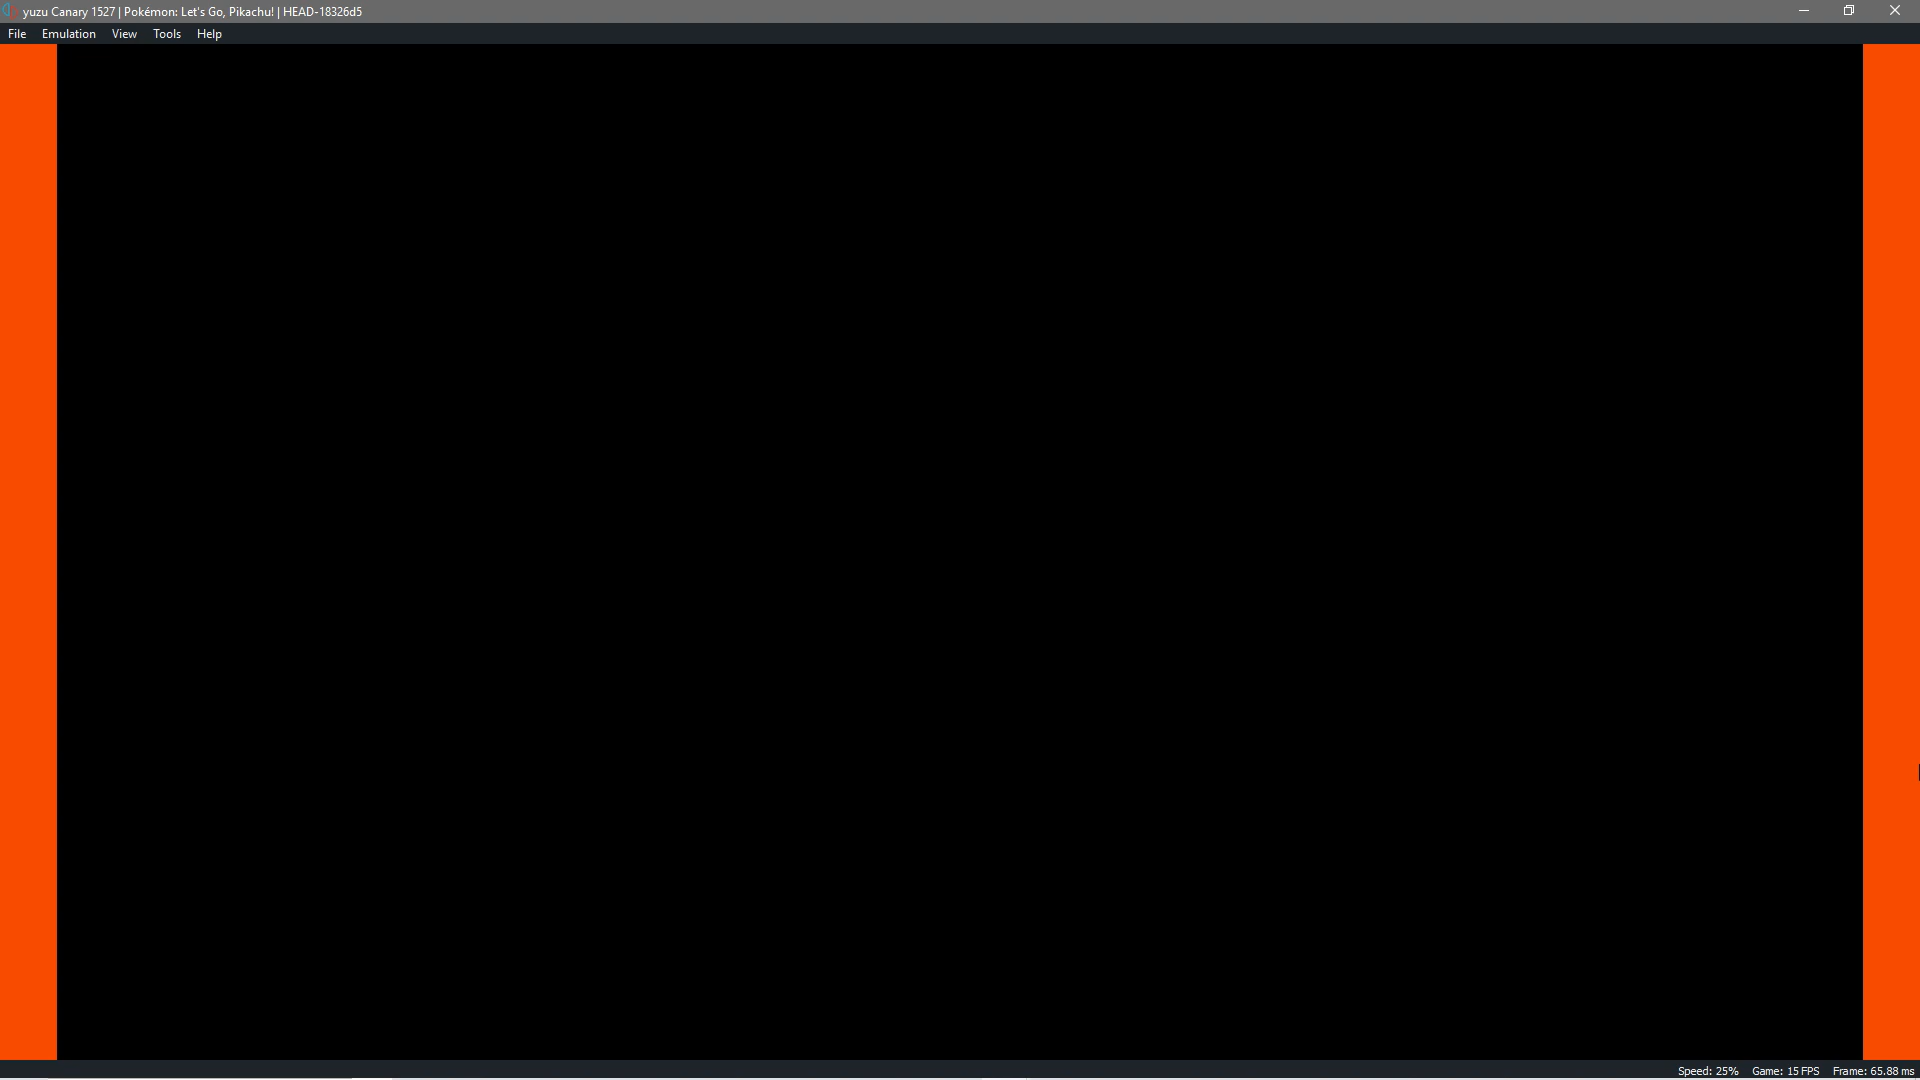 yuzu Canary 1527 | Pokémon: Let's Go, Pikachu! | HEAD-18326d5
File Emulation View Tools Help
Speed: 25% Game: 15 FPS Frame: 65.88 ms